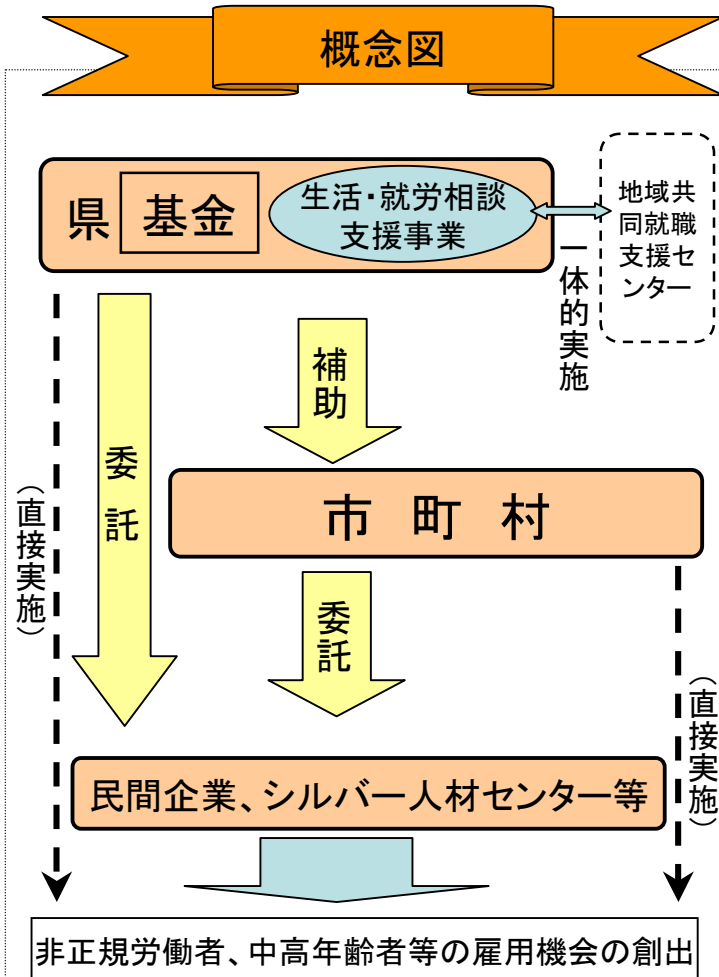 概念図
県
基金
生活・就労相談
支援事業
地域共
同就職
支援セ
ンター
一体的実施
補助
委託
(直接実施)
市町村
委託
(直接実施)
民間企業、シルバー人材センター等
非正規労働者、中高年齢者等の雇用機会の創出